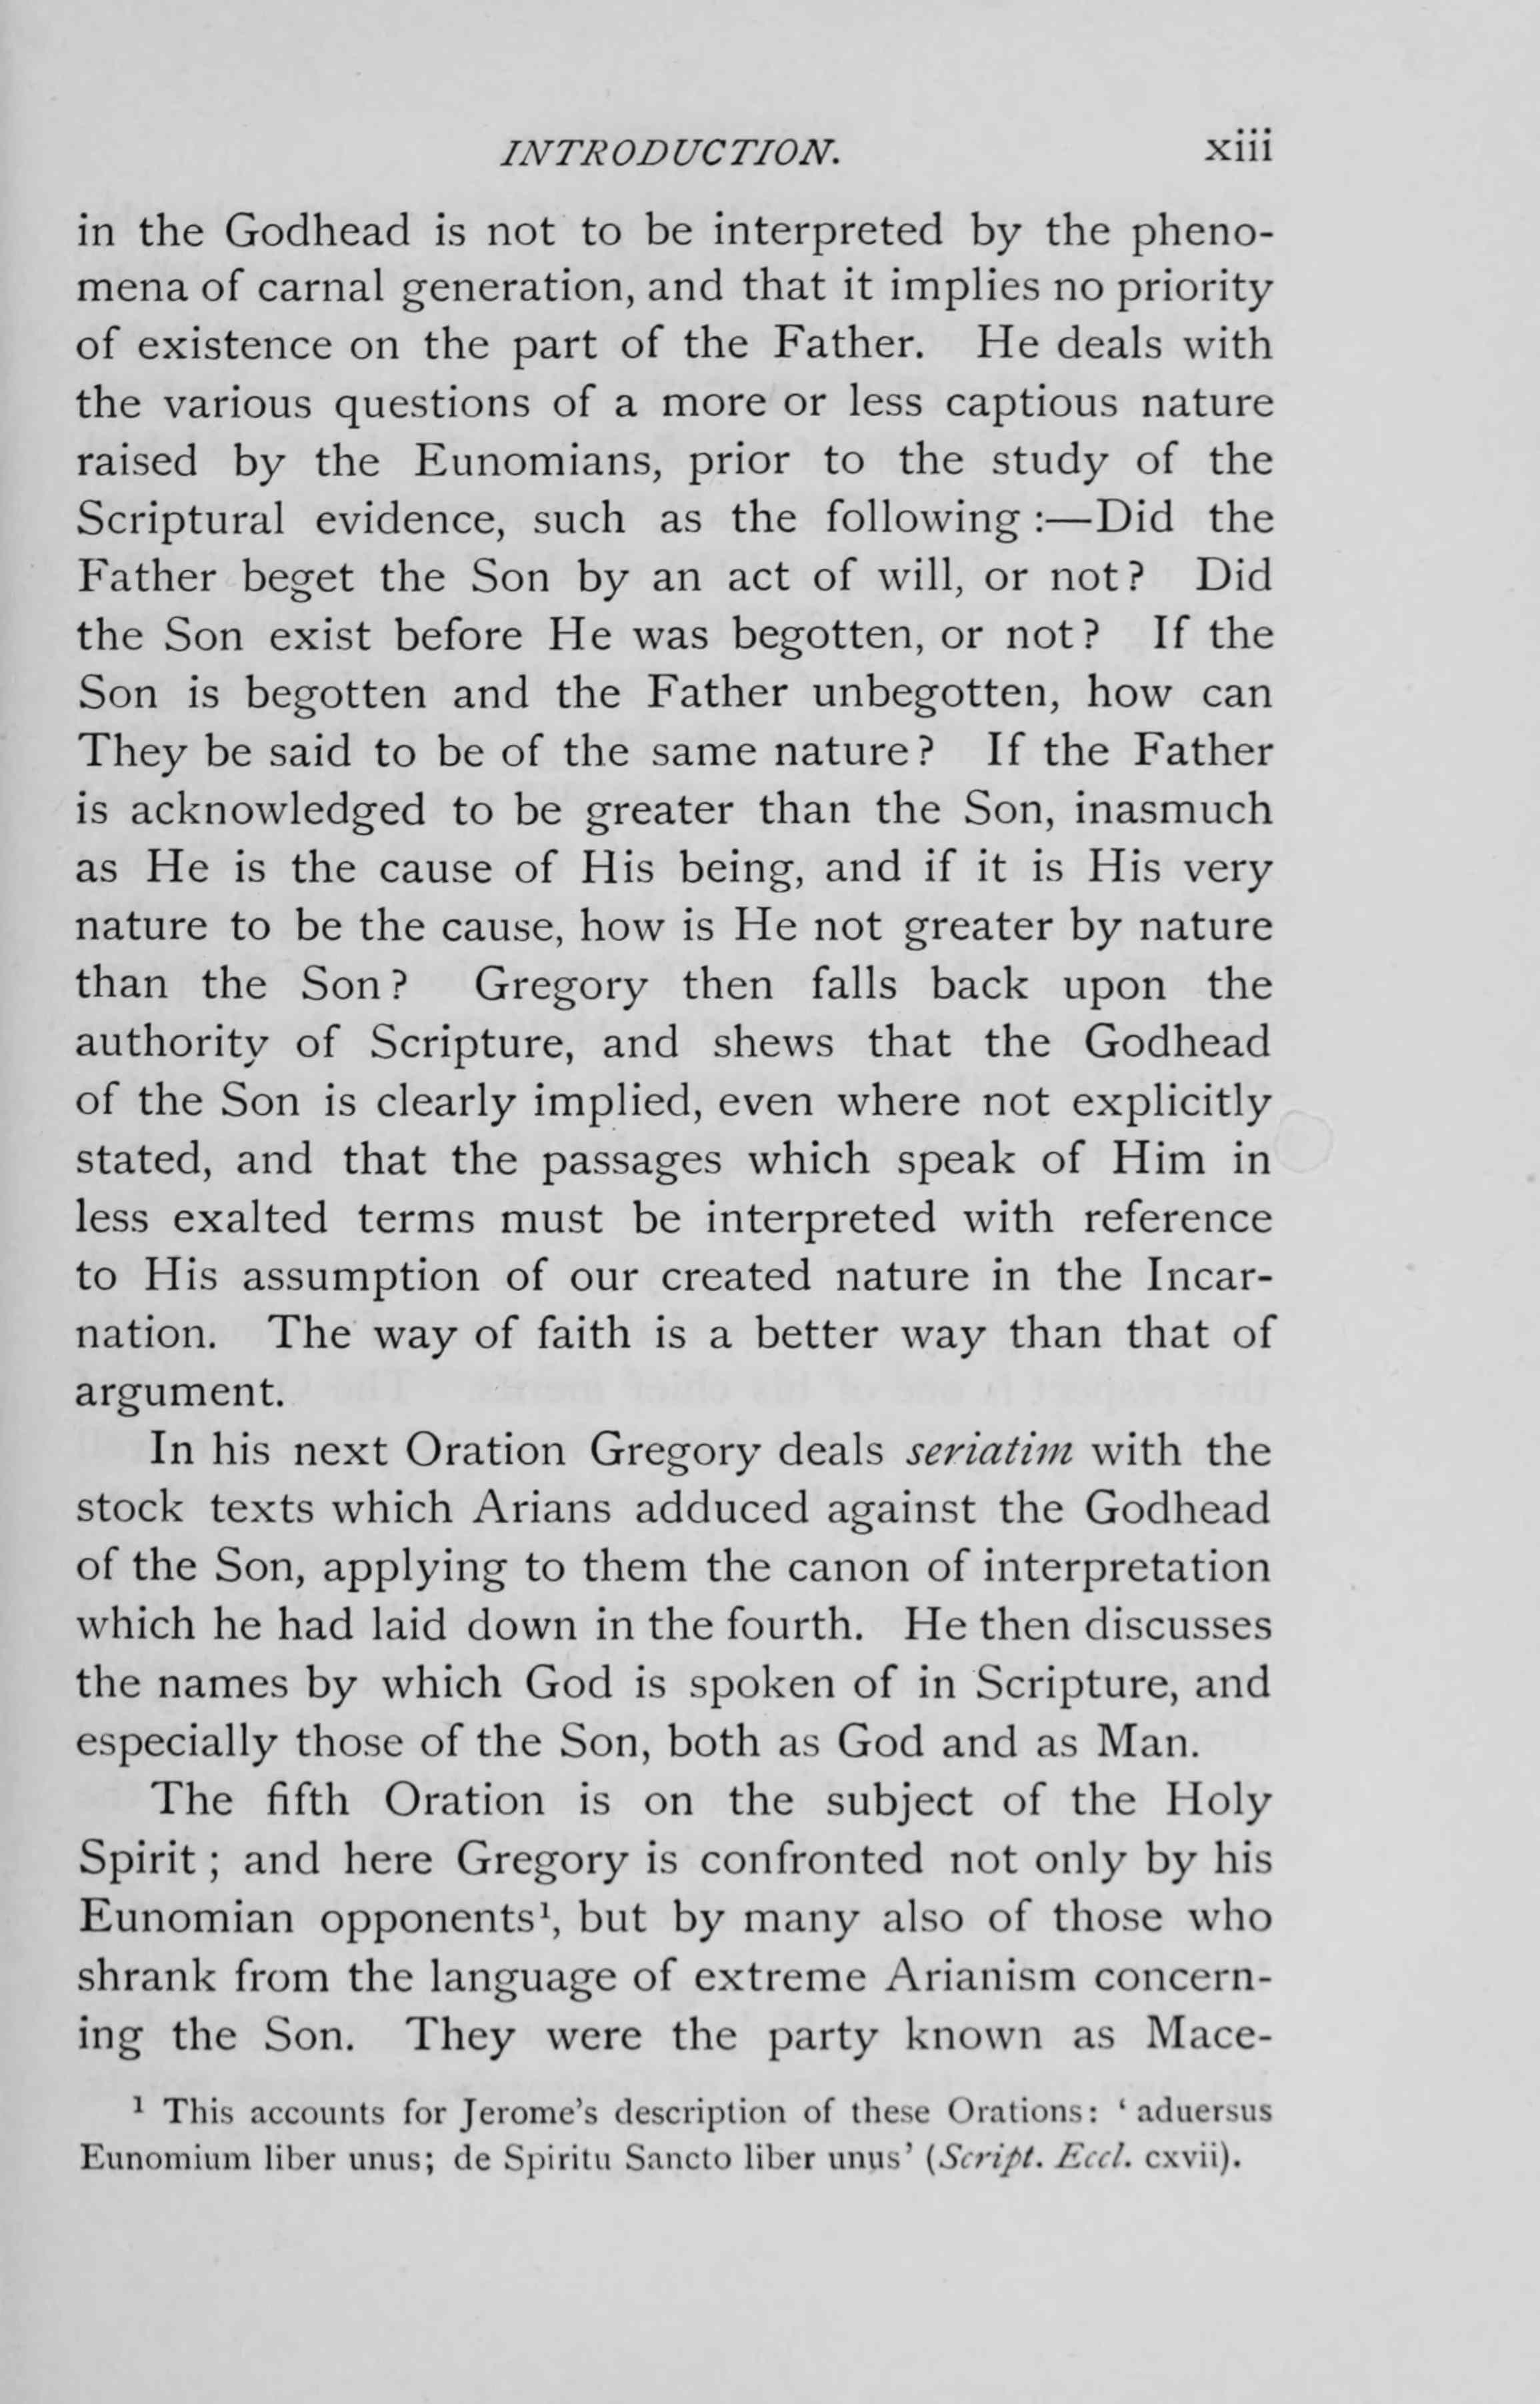 INTRODUCTION. xiii
in the Godhead is not to be interpreted by the pheno-
mena of carnal generation, and that it implies no priority
of existence on the part of the Father. He deals with
the various questions of a more or less captious nature
raised by the Eunomians, prior to the study of the
Scriptural evidence, such as the following :—Did the
Father beget the Son by an act of will, or not ? Did
the Son exist before He was begotten, or not ? If the
Son is begotten and the Father unbegotten, how can
They be said to be of the same nature ? If the Father
is acknowledged to be greater than the Son, inasmuch
as He is the cause of His being, and if it is His very
nature to be the cause, how is He not greater by nature
than the Son ? Gregory then falls back upon the
authority of Scripture, and shews that the Godhead
of the Son is clearly implied, even where not explicitly
stated, and that the passages which speak of Him in
less exalted terms must be interpreted with reference
to His assumption of our created nature in the Incar-
nation. The way of faith is a better way than that of
argument.
In his next Oration Gregory deals seriatim with the
stock texts which Arians adduced against the Godhead
of the Son, applying to them the canon of interpretation
which he had laid down in the fourth. He then discusses
the names by which God is spoken of in Scripture, and
especially those of the Son, both as God and as Man.
The fifth Oration is on the subject of the Holy
Spirit ; and here Gregory is confronted not only by his
Eunomian opponents¹, but by many also of those who
shrank from the language of extreme Arianism concern-
ing the Son. They were the party known as Mace-
¹ This accounts for Jerome's description of these Orations: ‘ aduersus
Eunomium liber unus; de Spiritu Sancto liber unus’ (Script. Eccl. cxvii).